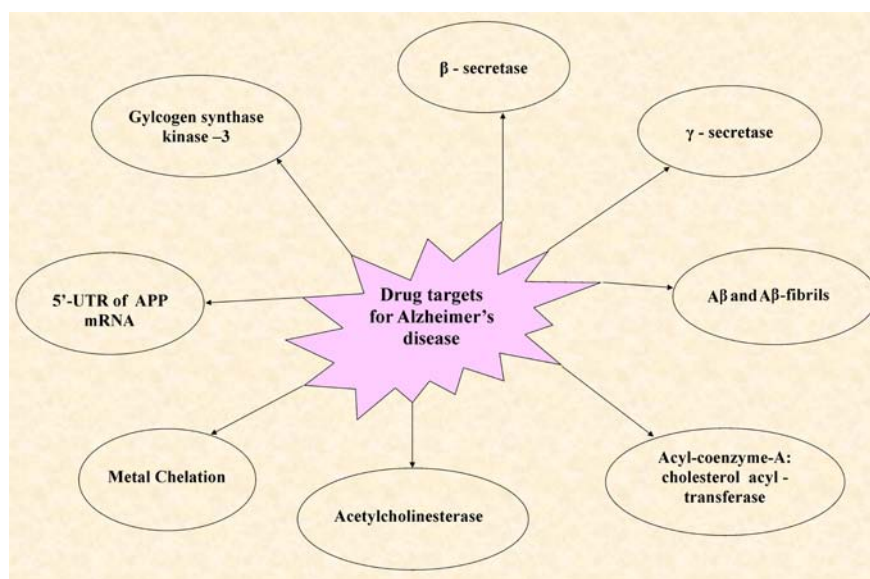 β - secretase
Gylcogen synthase
kinase –3
γ - secretase
5’-UTR of APP
mRNA
Drug targets
for Alzheimer’s
disease
Aβ and Aβ-fibrils
Metal Chelation
Acetylcholinesterase
Acyl-coenzyme-A:
cholesterol acyl -
transferase